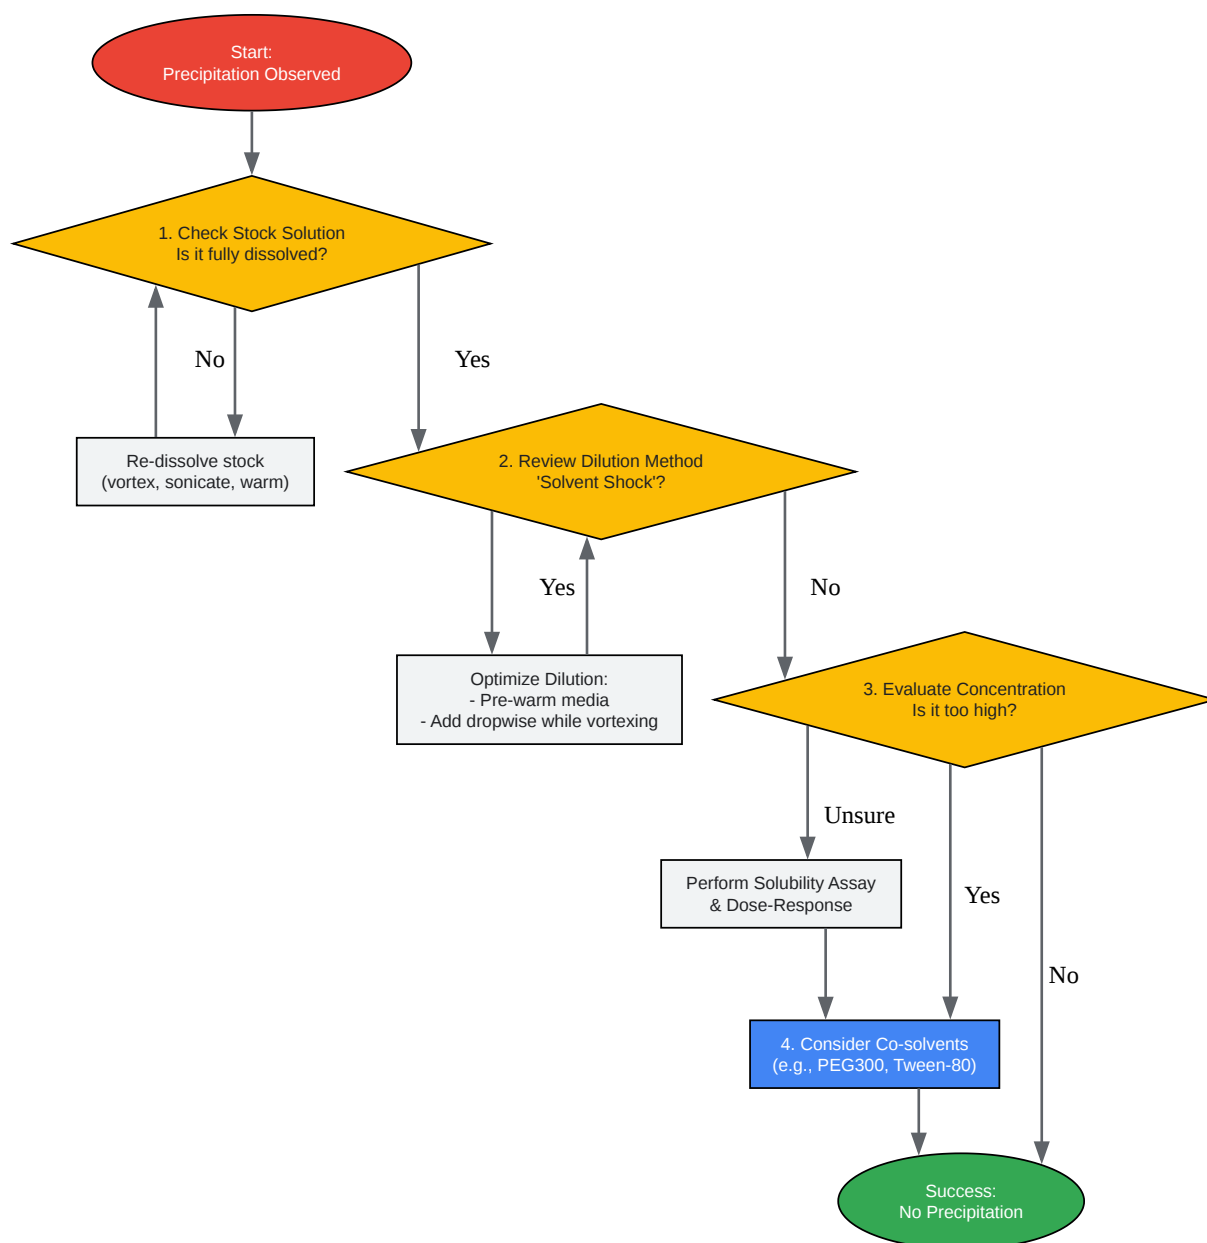 Start:
Precipitation Observed
1. Check Stock Solution
Is it fully dissolved?
No
Yes
Re-dissolve stock
(vortex, sonicate, warm)
2. Review Dilution Method
'Solvent Shock'?
Yes
No
Optimize Dilution:
- Pre-warm media
- Add dropwise while vortexing
3. Evaluate Concentration
Is it too high?
Unsure
Yes
No
Perform Solubility Assay
& Dose-Response
4. Consider Co-solvents
(e.g., PEG300, Tween-80)
Success:
No Precipitation